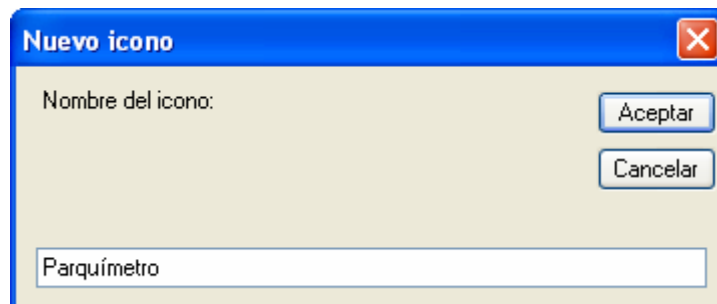 Nuevo icono
Nombre del icono:
Aceptar
Cancelar
Parquímetro